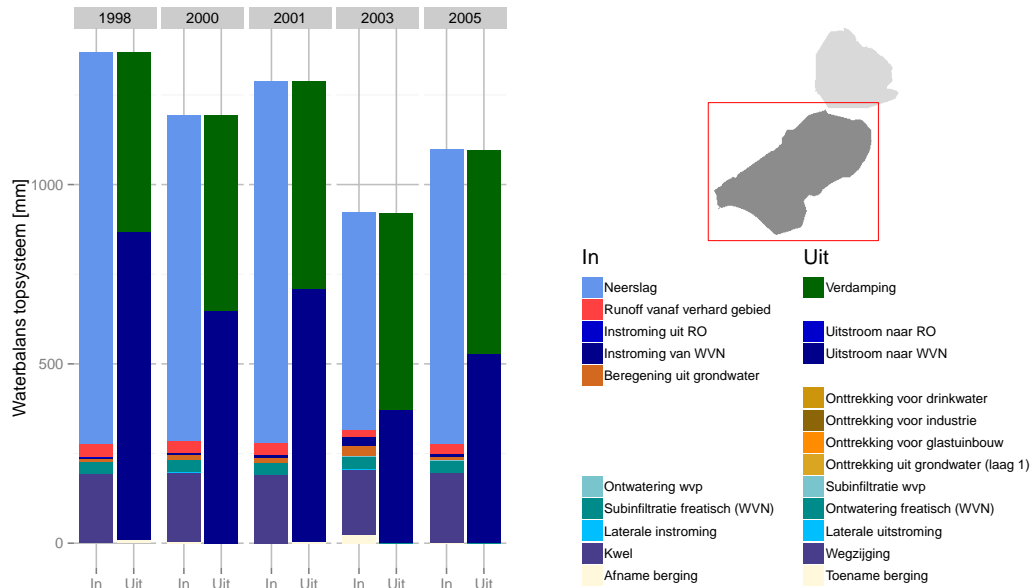 1998 2000 2001 2003 2005
Waterbalans topsysteem [mm]
1000
500
0
In Uit In Uit In Uit In Uit In Uit
In Uit
Neerslag Verdamping
Runoff vanaf verhard gebied
Instroming uit RO Uitstroom naar RO
Instroming van WVN Uitstroom naar WVN
Beregening uit grondwater
Onttrekking voor drinkwater
Onttrekking voor industrie
Onttrekking voor glastuinbouw
Onttrekking uit grondwater (laag 1)
Ontwatering wvp Subinfiltratie wvp
Subinfiltratie freatisch (WVN) Ontwatering freatisch (WVN)
Laterale instroming Laterale uitstroming
Kwel Wegzijging
Afname berging Toename berging